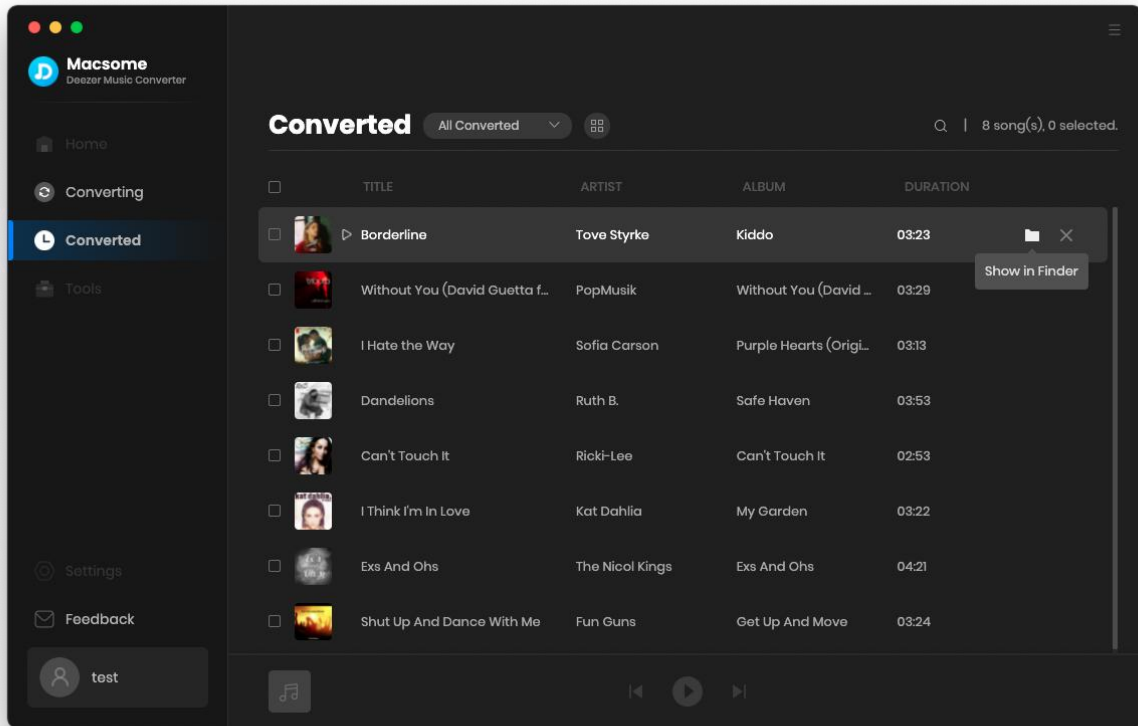 Macsome
Deezer Music Converter
Home
Converting
Converted
Tools
Settings
Feedback
test
Converted All Converted 8 song(s), 0 selected.
TITLE ARTIST ALBUM DURATION
Borderline Tove Styrke Kiddo 03:23
Show in Finder
Without You (David Guetta f... PopMusik Without You (David ... 03:29
I Hate the Way Sofia Carson Purple Hearts (Origi... 03:13
Dandelions Ruth B. Safe Haven 03:53
Can't Touch It Ricki-Lee Can't Touch It 02:53
kat dahlia
I Think I'm In Love Kat Dahlia My Garden 03:22
Exs And Ohs The Nicol Kings Exs And Ohs 04:21
Shut Up And Dance With Me Fun Guns Get Up And Move 03:24